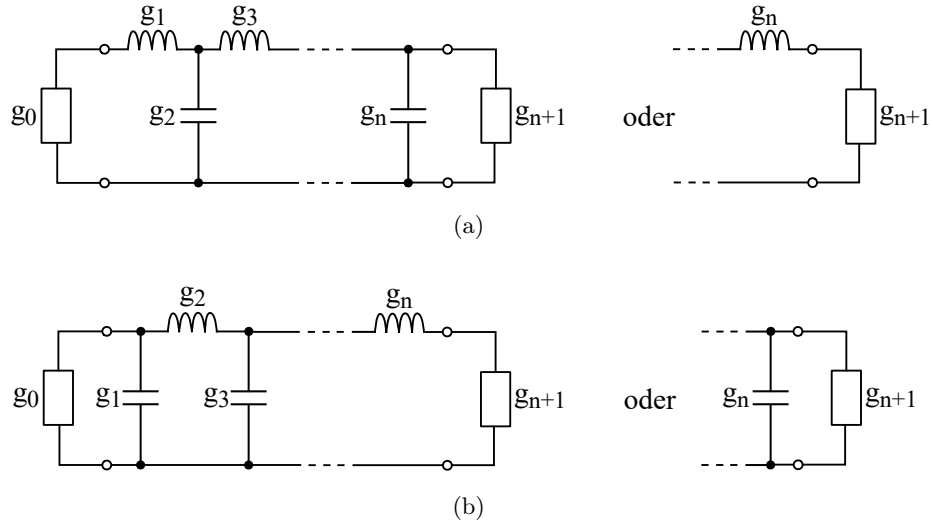 g1 g3 gn
g0 g2 gn gn+1 oder gn+1
(a)
g2 gn
g0 g1 g3 gn+1 oder gn gn+1
(b)